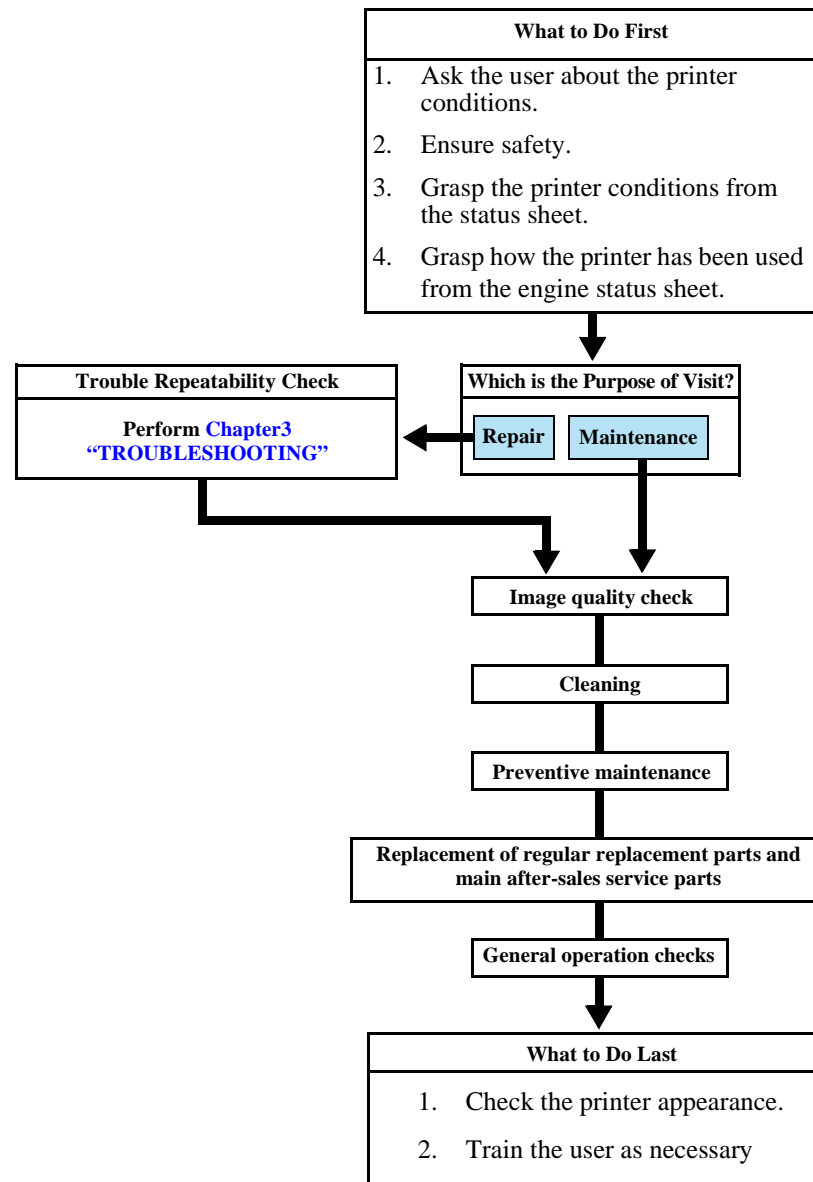 What to Do First
1. Ask the user about the printer
conditions.
2. Ensure safety.
3. Grasp the printer conditions from
the status sheet.
4. Grasp how the printer has been used
from the engine status sheet.
Trouble Repeatability Check
Perform Chapter3
“TROUBLESHOOTING”
Which is the Purpose of Visit?
Repair
Maintenance
Image quality check
Cleaning
Preventive maintenance
Replacement of regular replacement parts and
main after-sales service parts
General operation checks
What to Do Last
1. Check the printer appearance.
2. Train the user as necessary